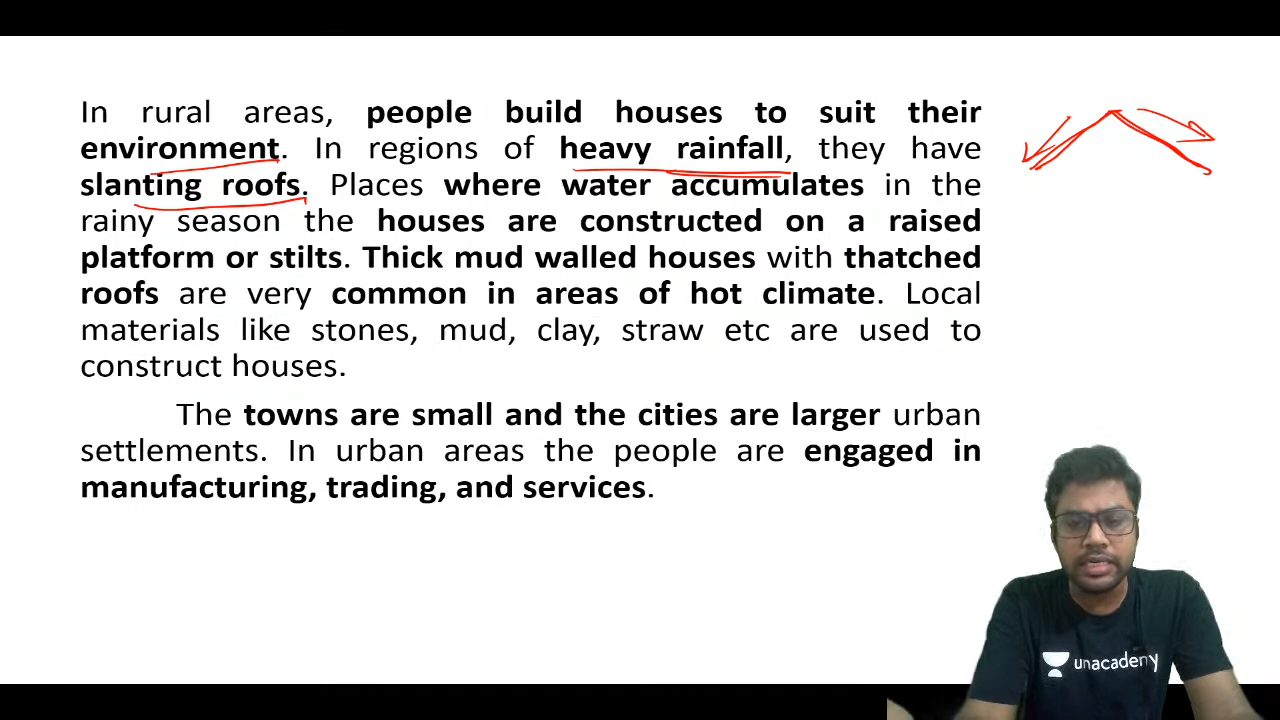 In rural areas, people build houses to suit their
environment. In regions of heavy rainfall, they have
slanting roofs. Places where water accumulates in the
rainy season the houses are constructed on a raised
platform or stilts. Thick mud walled houses with thatched
roofs are very common in areas of hot climate. Local
materials like stones, mud, clay, straw etc are used to
construct houses.
The towns are small and the cities are larger urban
settlements. In urban areas the people are engaged in
manufacturing, trading, and services.
unacademy